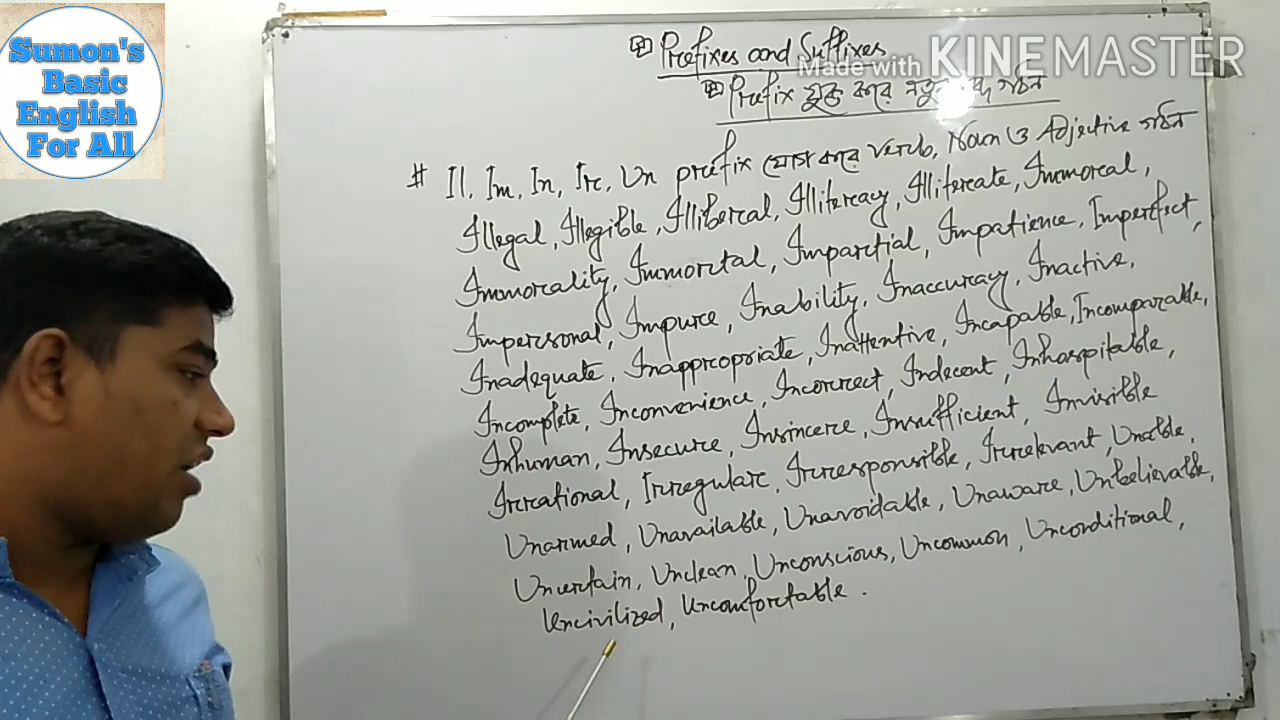 Sumon's
Basic
English
For All
Made with KINEMASTER
Prefixes and Suffixes
Prefix যুক্ত করে নতুন গঠন
# Il, Im, In, Ir, Un prefix যোগ করে Verb, Noun ও Adjective গঠন
Illegal, Illegible, Illiberal, Illiteracy, Illiterate, Immoral,
Immorality, Immortal, Impartial, Impatience, Imperfect,
Impersonal, Impure, Inability, Inaccuracy, Inactive,
Inadequate, Inappropriate, Inattentive, Incapable, Incomparable,
Incomplete, Inconvenience, Incorrect, Indecent, Inhospitable,
Inhuman, Insecure, Insincere, Insufficient, Invisible
Irrational, Irregular, Irresponsible, Irrelevant, Unable,
Unarmed, Unavailable, Unavoidable, Unaware, Unbelievable,
Uncertain, Unclean, Unconscious, Uncommon, Unconditional,
Uncivilized, Uncomfortable.